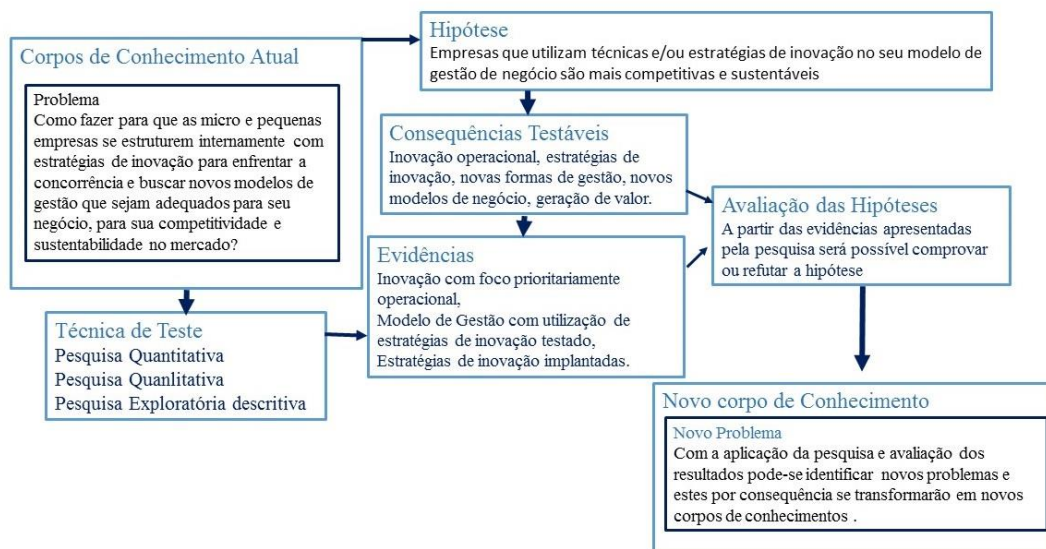 Corpos de Conhecimento Atual
Problema
Como fazer para que as micro e pequenas
empresas se estruturem internamente com
estratégias de inovação para enfrentar a
concorrência e buscar novos modelos de
gestão que sejam adequados para seu
negócio, para sua competitividade e
sustentabilidade no mercado?
Hipótese
Empresas que utilizam técnicas e/ou estratégias de inovação no seu modelo de
gestão de negócio são mais competitivas e sustentáveis
Consequências Testáveis
Inovação operacional, estratégias de
inovação, novas formas de gestão, novos
modelos de negócio, geração de valor.
Avaliação das Hipóteses
A partir das evidências apresentadas
pela pesquisa será possível comprovar
ou refutar a hipótese
Evidências
Inovação com foco prioritariamente
operacional,
Modelo de Gestão com utilização de
estratégias de inovação testado,
Estratégias de inovação implantadas.
Técnica de Teste
Pesquisa Quantitativa
Pesquisa Quanlitativa
Pesquisa Exploratória descritiva
Novo corpo de Conhecimento
Novo Problema
Com a aplicação da pesquisa e avaliação dos
resultados pode-se identificar novos problemas e
estes por consequência se transformarão em novos
corpos de conhecimentos .